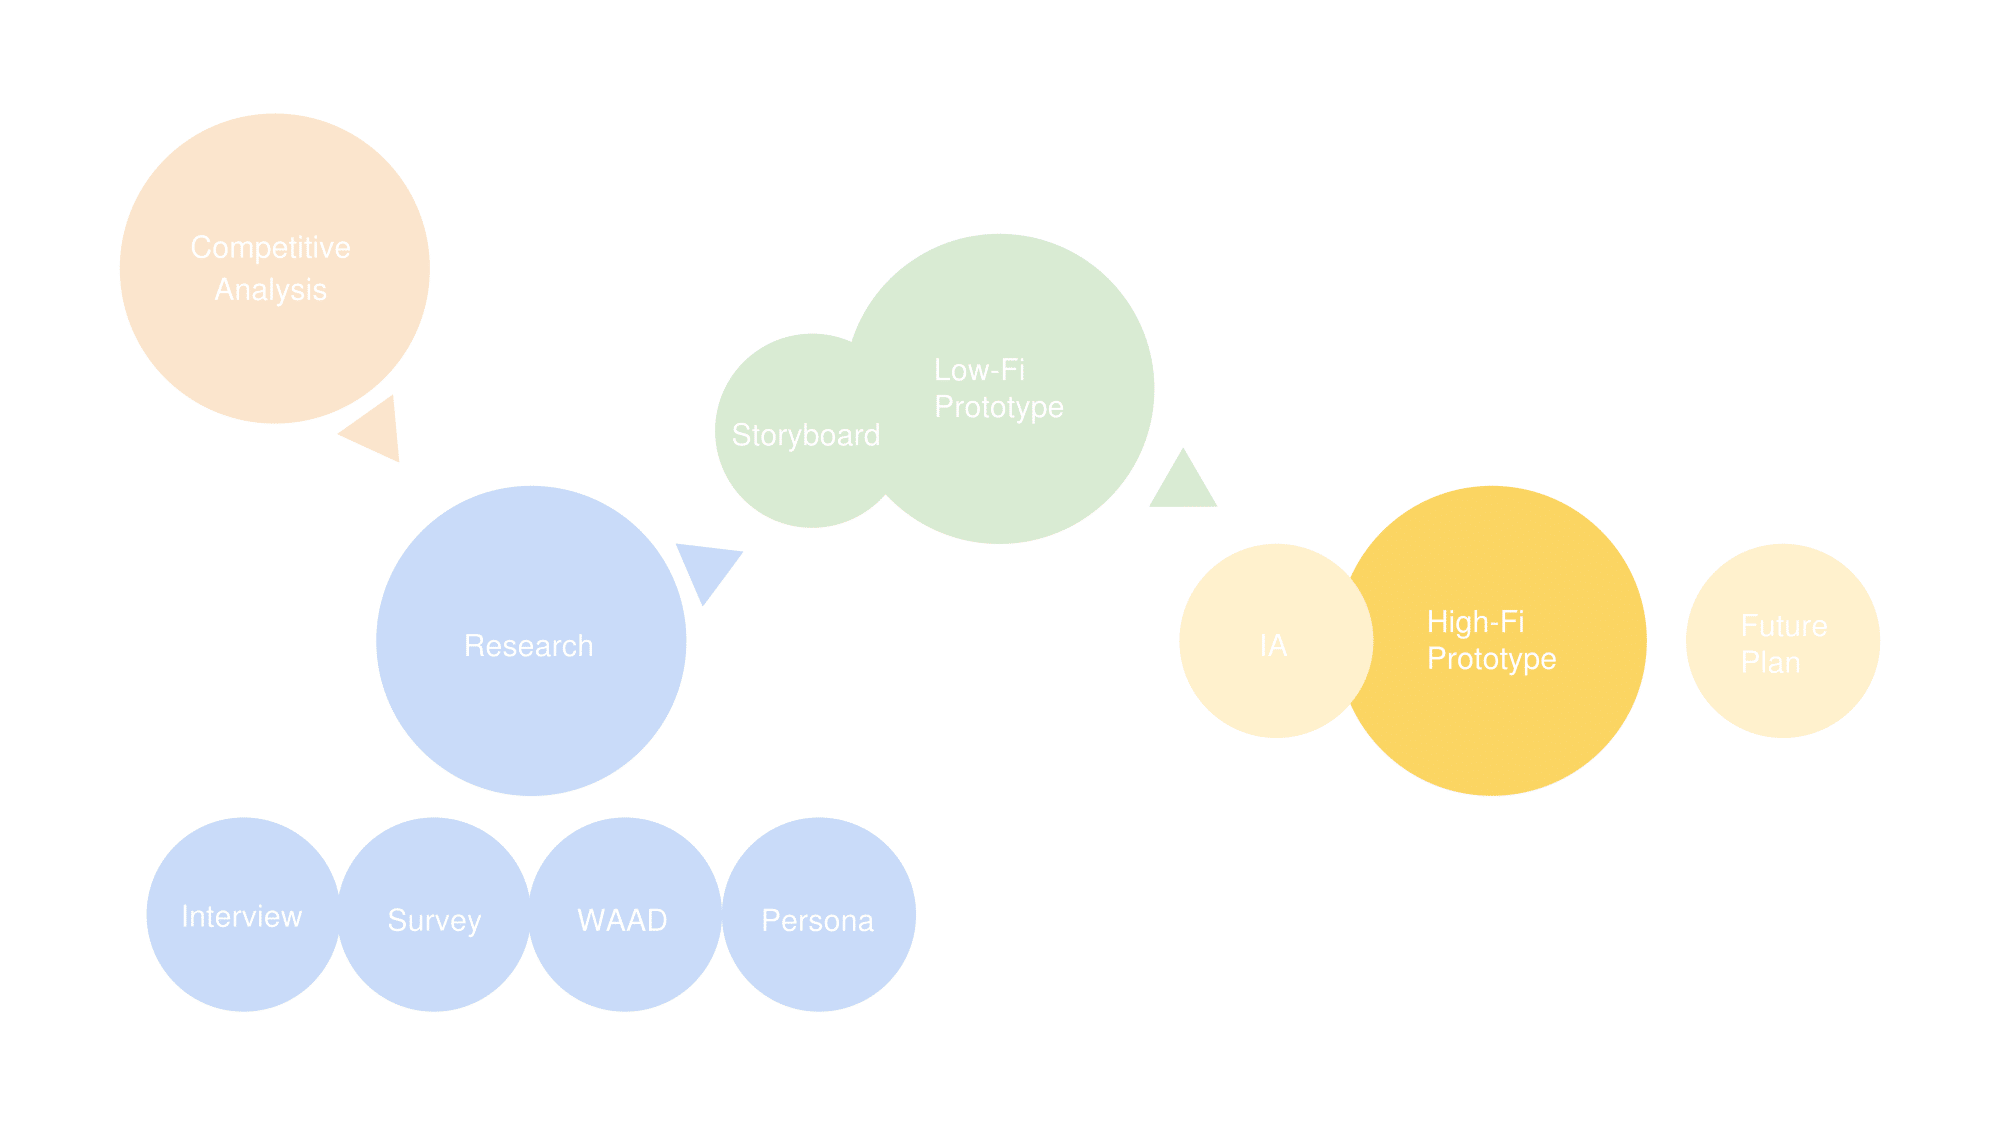 Competitive
Analysis
Low-Fi
Prototype
Storyboard
Research
IA
High-Fi
Prototype
Future
Plan
Interview
Survey
WAAD
Persona